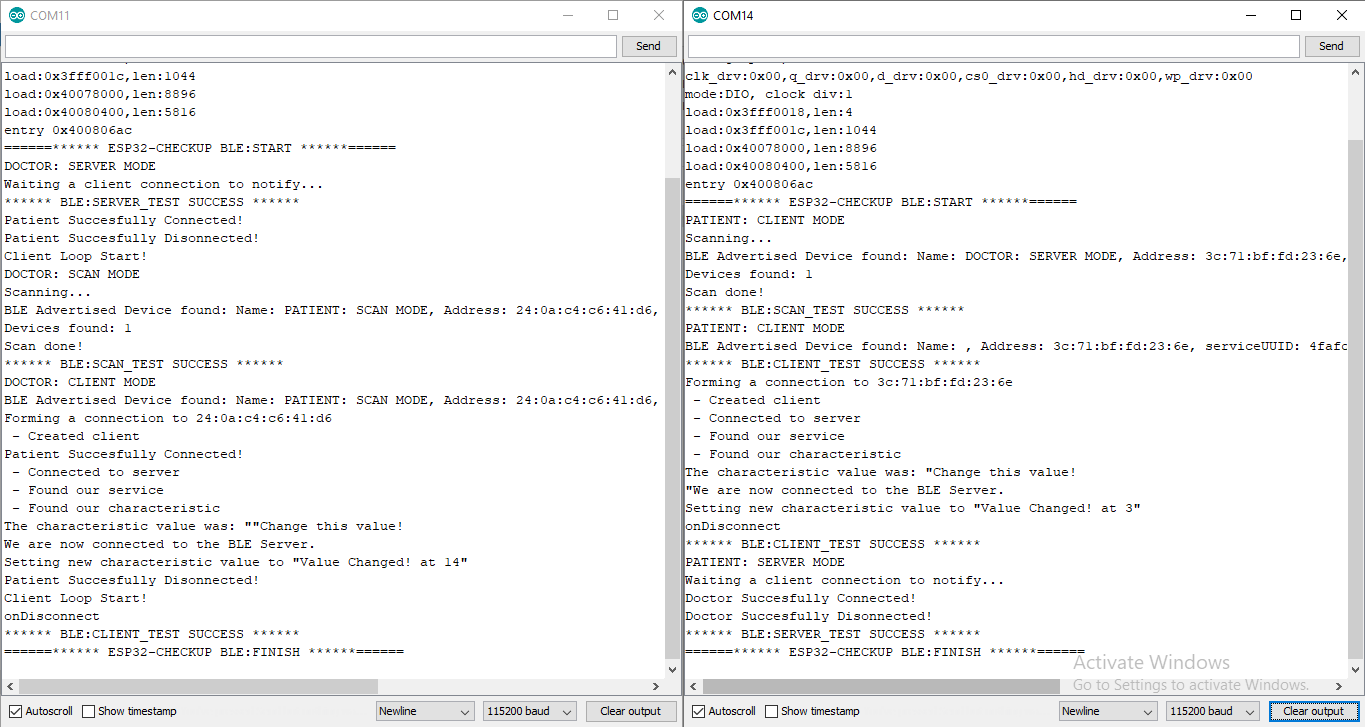 COM11
Send
load:0x3fff001c,len:1044
load:0x40078000,len:8896
load:0x40080400,len:5816
entry 0x400806ac
======****** ESP32-CHECKUP BLE:START ******======
DOCTOR: SERVER MODE
Waiting a client connection to notify...
****** BLE:SERVER_TEST SUCCESS ******
Patient Succesfully Connected!
Patient Succesfully Disonnected!
Client Loop Start!
DOCTOR: SCAN MODE
Scanning...
BLE Advertised Device found: Name: PATIENT: SCAN MODE, Address: 24:0a:c4:c6:41:d6,
Devices found: 1
Scan done!
****** BLE:SCAN_TEST SUCCESS ******
DOCTOR: CLIENT MODE
BLE Advertised Device found: Name: PATIENT: SCAN MODE, Address: 24:0a:c4:c6:41:d6,
Forming a connection to 24:0a:c4:c6:41:d6
 - Created client
Patient Succesfully Connected!
 - Connected to server
 - Found our service
 - Found our characteristic
The characteristic value was: ""Change this value!
We are now connected to the BLE Server.
Setting new characteristic value to "Value Changed! at 14"
Patient Succesfully Disonnected!
Client Loop Start!
onDisconnect
****** BLE:CLIENT_TEST SUCCESS ******
======****** ESP32-CHECKUP BLE:FINISH ******======
Autoscroll Show timestamp Newline 115200 baud Clear output
COM14
Send
clk_drv:0x00,q_drv:0x00,d_drv:0x00,cs0_drv:0x00,hd_drv:0x00,wp_drv:0x00
mode:DIO, clock div:1
load:0x3fff0018,len:4
load:0x3fff001c,len:1044
load:0x40078000,len:8896
load:0x40080400,len:5816
entry 0x400806ac
======****** ESP32-CHECKUP BLE:START ******======
PATIENT: CLIENT MODE
Scanning...
BLE Advertised Device found: Name: DOCTOR: SERVER MODE, Address: 3c:71:bf:fd:23:6e,
Devices found: 1
Scan done!
****** BLE:SCAN_TEST SUCCESS ******
PATIENT: CLIENT MODE
BLE Advertised Device found: Name: , Address: 3c:71:bf:fd:23:6e, serviceUUID: 4fafc
****** BLE:CLIENT_TEST SUCCESS ******
Forming a connection to 3c:71:bf:fd:23:6e
 - Created client
 - Connected to server
 - Found our service
 - Found our characteristic
The characteristic value was: "Change this value!
"We are now connected to the BLE Server.
Setting new characteristic value to "Value Changed! at 3"
onDisconnect
****** BLE:CLIENT_TEST SUCCESS ******
PATIENT: SERVER MODE
Waiting a client connection to notify...
Doctor Succesfully Connected!
Doctor Succesfully Disonnected!
****** BLE:SERVER_TEST SUCCESS ******
======****** ESP32-CHECKUP BLE:FINISH ******======
Activate Windows
Go to Settings to activate Windows.
Autoscroll Show timestamp Newline 115200 baud Clear output